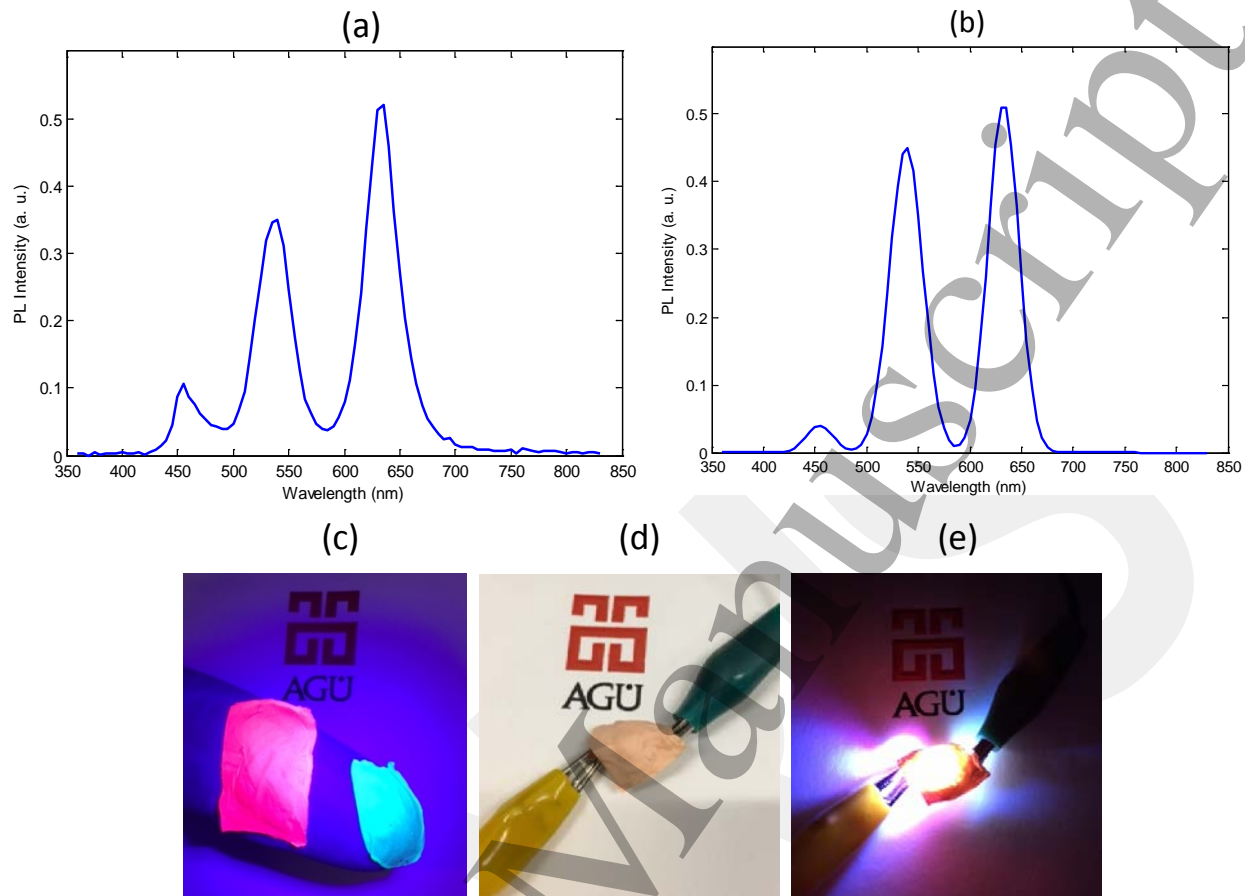 (a)
(b)
PL Intensity (a. u.)
0.5
0.4
0.3
0.2
0.1
0
350 400 450 500 550 600 650 700 750 800 850
Wavelength (nm)
PL Intensity (a. u.)
0.5
0.4
0.3
0.2
0.1
0
350 400 450 500 550 600 650 700 750 800 850
Wavelength (nm)
(c)
(d)
(e)
AGÜ
AGÜ
AGÜ
Manuscript